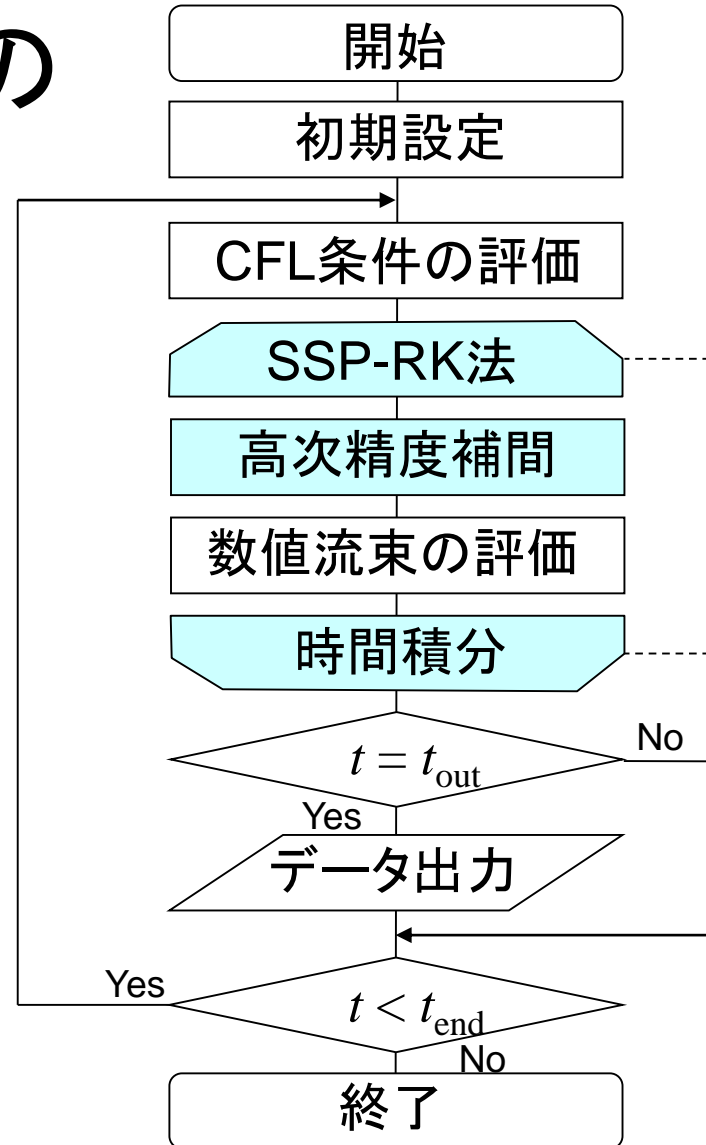 の
開始
初期設定
CFL条件の評価
SSP-RK法
高次精度補間
数値流束の評価
時間積分
t = t_out
No
Yes
データ出力
Yes
t < t_end
No
終了